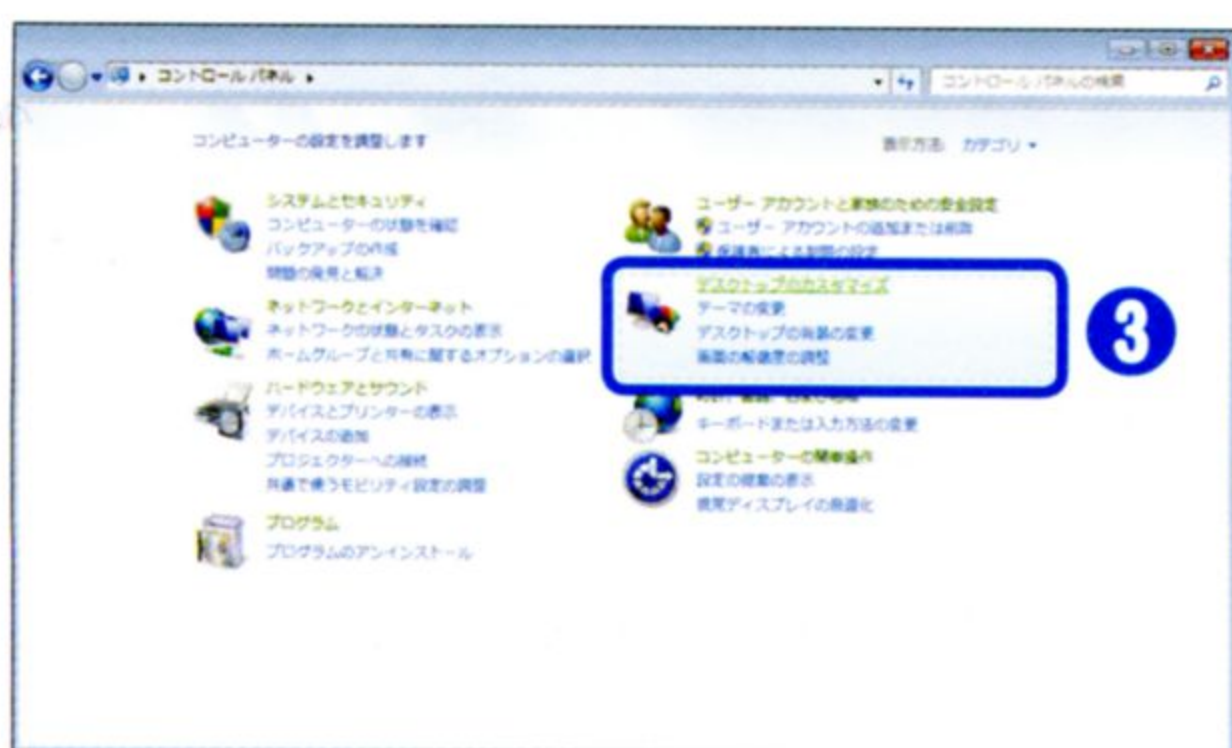 コントロール パネル
コントロール パネルの検索
コンピューターの設定を調整します
表示方法: カテゴリ
システムとセキュリティ
コンピューターの状態を確認
バックアップの作成
問題の発見と解決
ネットワークとインターネット
ネットワークの状態とタスクの表示
ホームグループと共有に関するオプションの選択
ハードウェアとサウンド
デバイスとプリンターの表示
デバイスの追加
プロジェクターへの接続
共通で使うモビリティ設定の調整
プログラム
プログラムのアンインストール
ユーザー アカウントと家族のための安全設定
ユーザー アカウントの追加または削除
保護者による制限の設定
デスクトップのカスタマイズ
テーマの変更
デスクトップの背景の変更
画面の解像度の調整
3
キーボードまたは入力方法の変更
コンピューターの簡単操作
設定の提案の表示
視覚ディスプレイの最適化